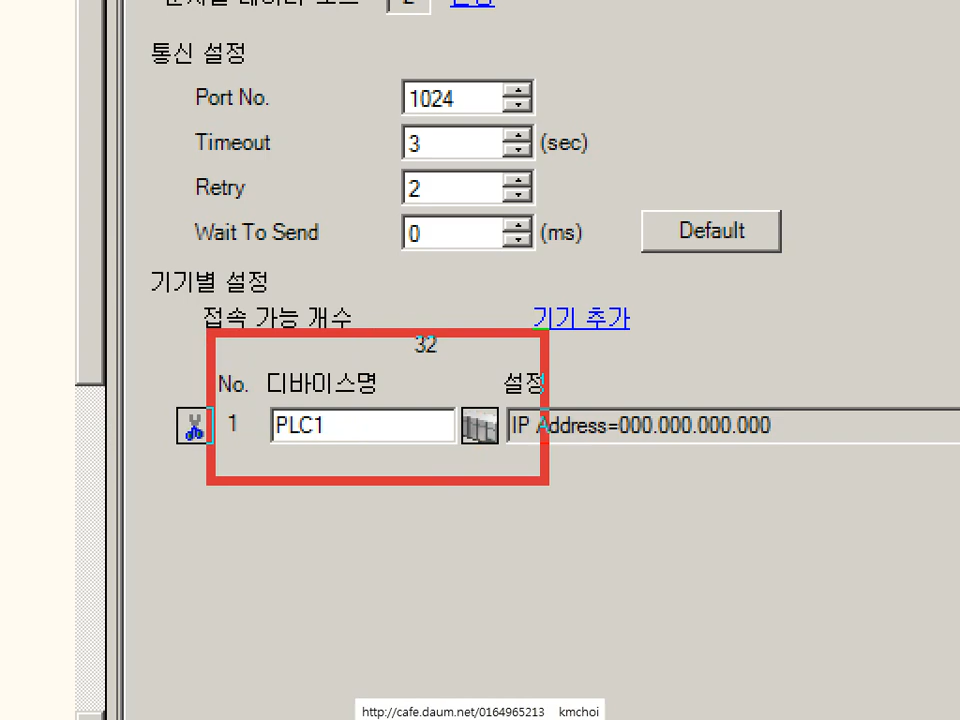 통신 설정
Port No. 1024
Timeout 3 (sec)
Retry 2
Wait To Send 0 (ms) Default
기기별 설정
접속 가능 개수 기기 추가
32
No. 디바이스명 설정
1 PLC1 IP Address=000.000.000.000
http://cafe.daum.net/0164965213 kmchoi